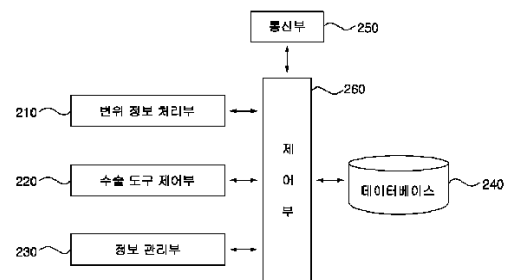 통신부
250
260
210
변위 정보 처리부
220
수술 도구 제어부
제
어
부
데이터베이스
240
230
정보 관리부